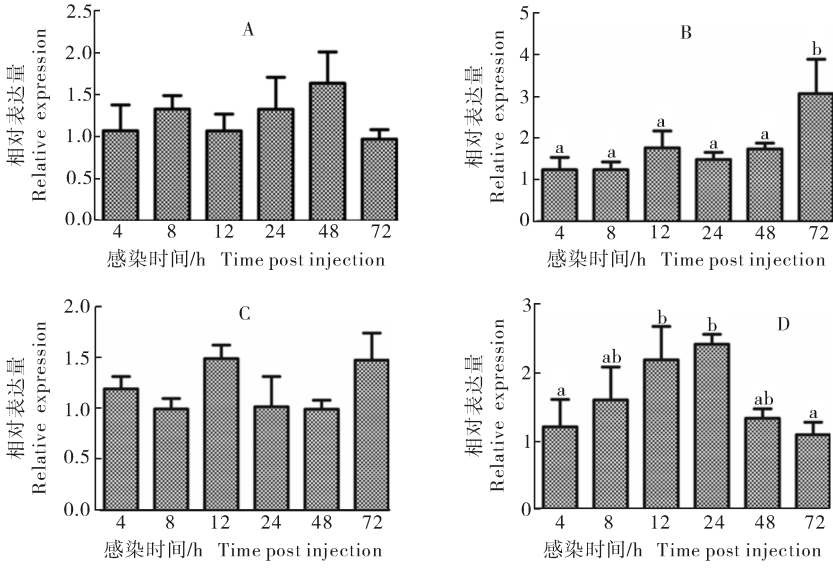 A
相对表达量
Relative expression
2.5
2.0
1.5
1.0
0.5
0.0
4 8 12 24 48 72
感染时间/h Time post injection
B
相对表达量
Relative expression
5
4
3
2
1
0
a a a a a b
4 8 12 24 48 72
感染时间/h Time post injection
C
相对表达量
Relative expression
2.0
1.5
1.0
0.5
0.0
4 8 12 24 48 72
感染时间/h Time post injection
D
相对表达量
Relative expression
3
2
1
0
a ab b b ab a
4 8 12 24 48 72
感染时间/h Time post injection